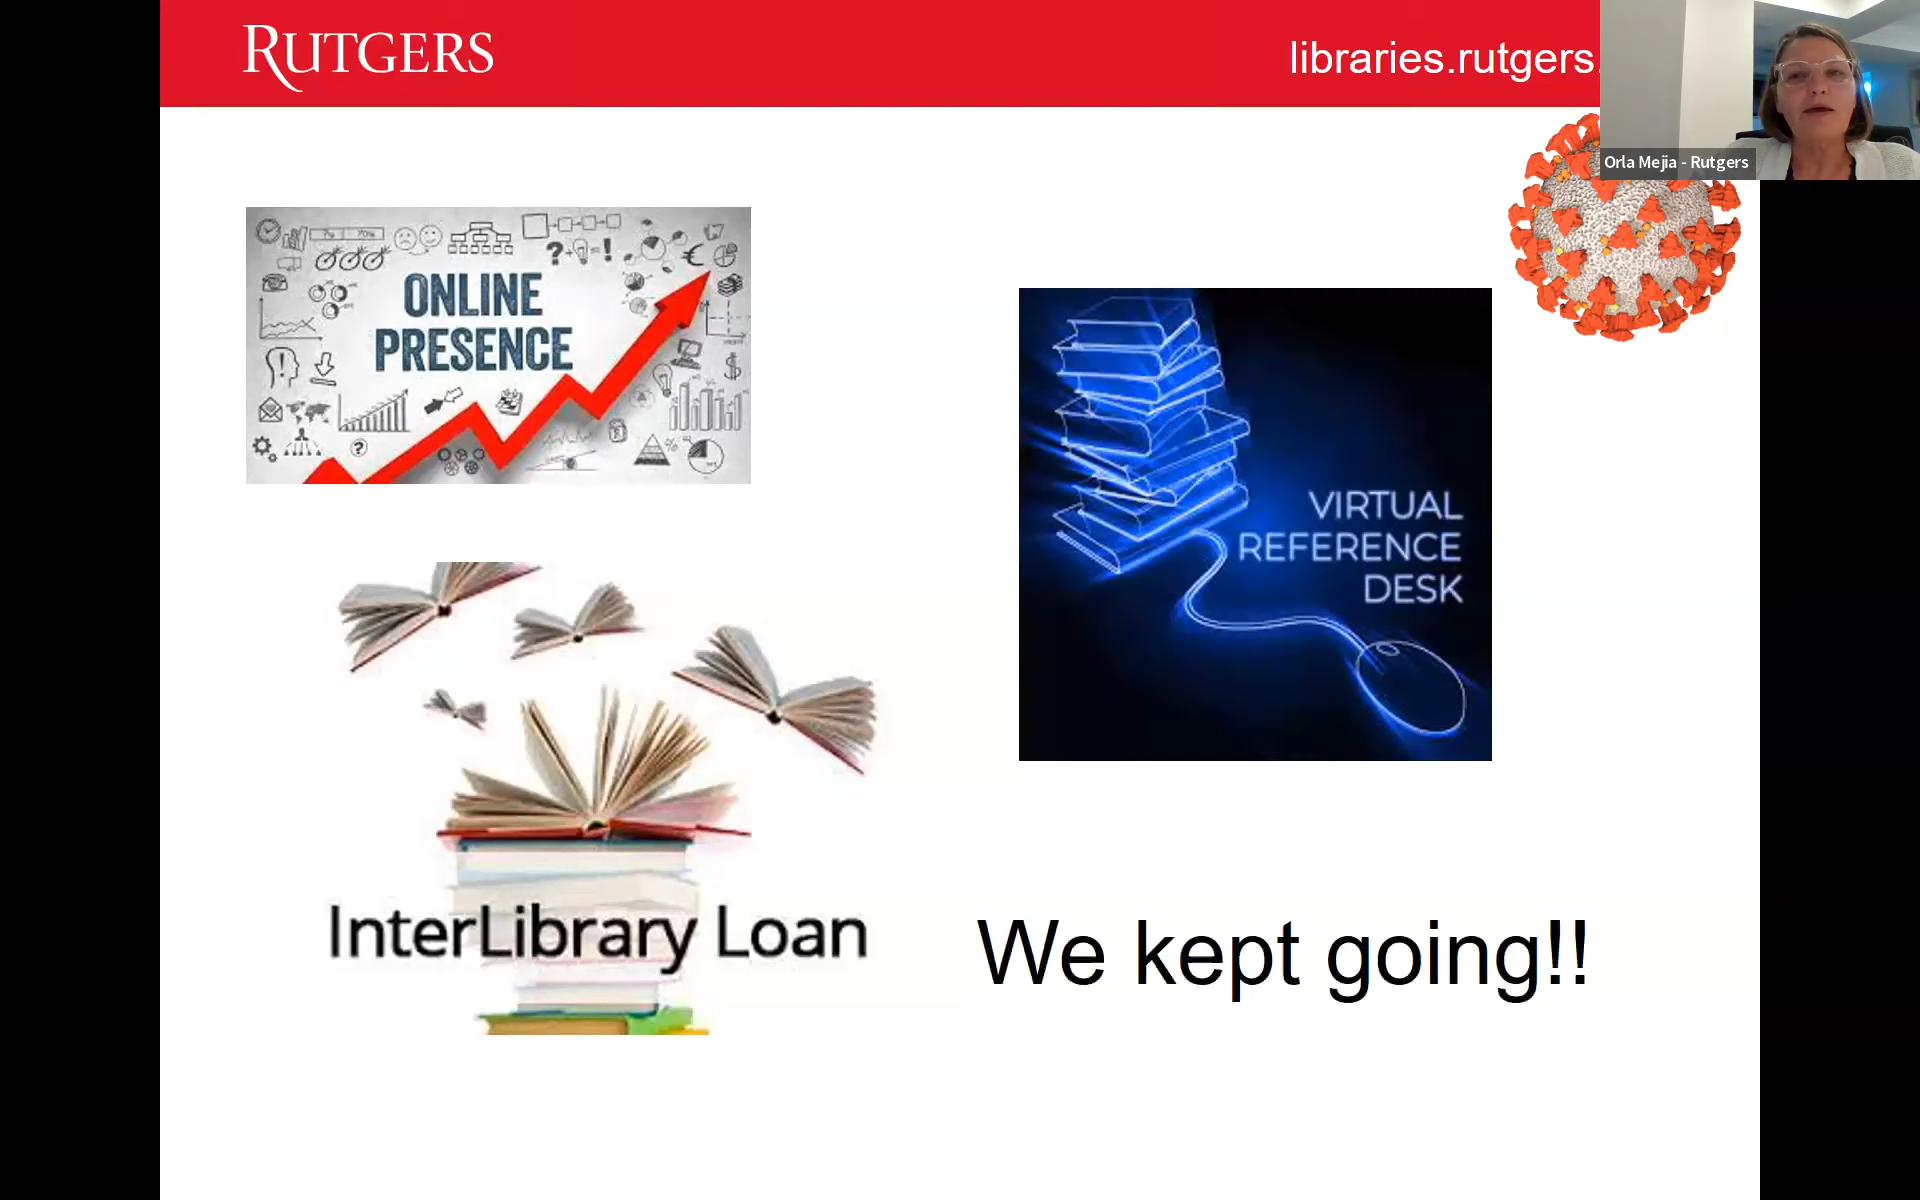 RUTGERS
libraries.rutgers.
Orla Mejia - Rutgers
ONLINE
PRESENCE
VIRTUAL
REFERENCE
DESK
InterLibrary Loan
We kept going!!